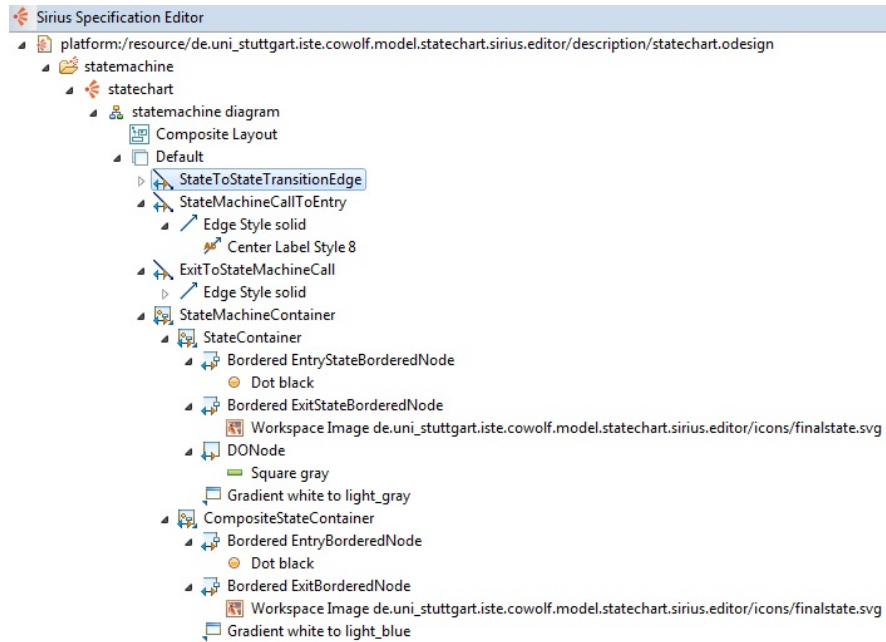 Sirius Specification Editor
platform:/resource/de.uni_stuttgart.iste.cowolf.model.statechart.sirius.editor/description/statechart.odesign
statemachine
statechart
statemachine diagram
Composite Layout
Default
StateToStateTransitionEdge
StateMachineCallToEntry
Edge Style solid
Center Label Style 8
ExitToStateMachineCall
Edge Style solid
StateMachineContainer
StateContainer
Bordered EntryStateBorderedNode
Dot black
Bordered ExitStateBorderedNode
Workspace Image de.uni_stuttgart.iste.cowolf.model.statechart.sirius.editor/icons/finalstate.svg
DONode
Square gray
Gradient white to light_gray
CompositeStateContainer
Bordered EntryBorderedNode
Dot black
Bordered ExitBorderedNode
Workspace Image de.uni_stuttgart.iste.cowolf.model.statechart.sirius.editor/icons/finalstate.svg
Gradient white to light_blue